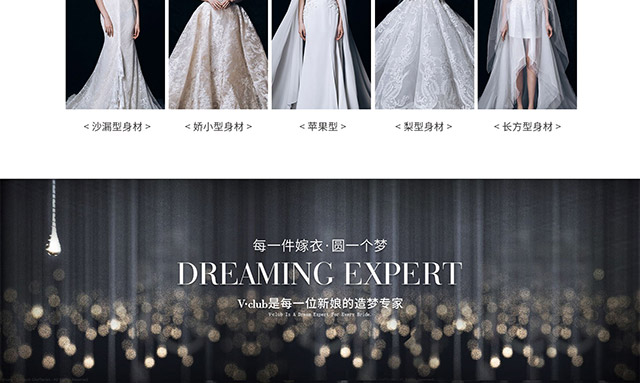 < 沙漏型身材 >
< 娇小型身材 >
< 苹果型 >
< 梨型身材 >
< 长方型身材 >
每一件嫁衣·圆一个梦
DREAMING EXPERT
V·club是每一位新娘的造梦专家
V·club Is A Dream Expert For Every Bride